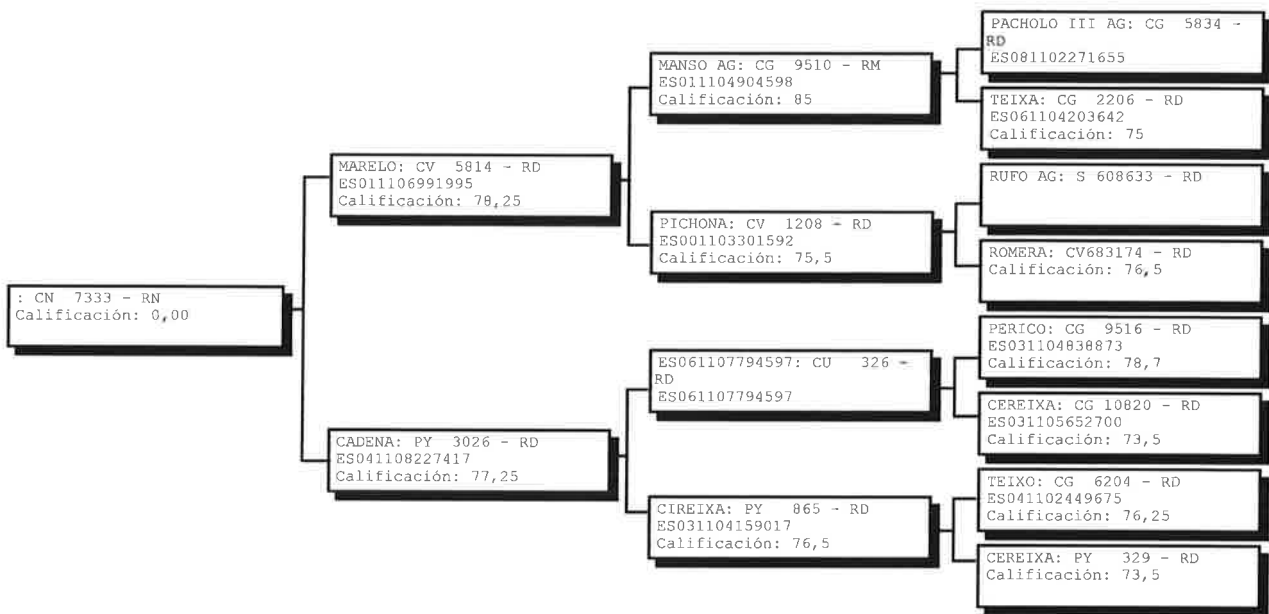 : CN 7333 - RN
Calificación: 0,00
MARELO: CV 5814 - RD
ES011106991995
Calificación: 78,25
CADENA: PY 3026 - RD
ES041108227417
Calificación: 77,25
MANSO AG: CG 9510 - RM
ES011104904598
Calificación: 85
PICHONA: CV 1208 - RD
ES001103301592
Calificación: 75,5
ES061107794597: CU 326 -
RD
ES061107794597
CIREIXA: PY 865 - RD
ES031104159017
Calificación: 76,5
PACHOLO III AG: CG 5834 -
RD
ES081102271655
TEIXA: CG 2206 - RD
ES061104203642
Calificación: 75
RUFO AG: S 608633 - RD
ROMERA: CV683174 - RD
Calificación: 76,5
PERICO: CG 9516 - RD
ES031104838873
Calificación: 78,7
CEREIXA: CG 10820 - RD
ES031105652700
Calificación: 73,5
TEIXO: CG 6204 - RD
ES041102449675
Calificación: 76,25
CEREIXA: PY 329 - RD
Calificación: 73,5